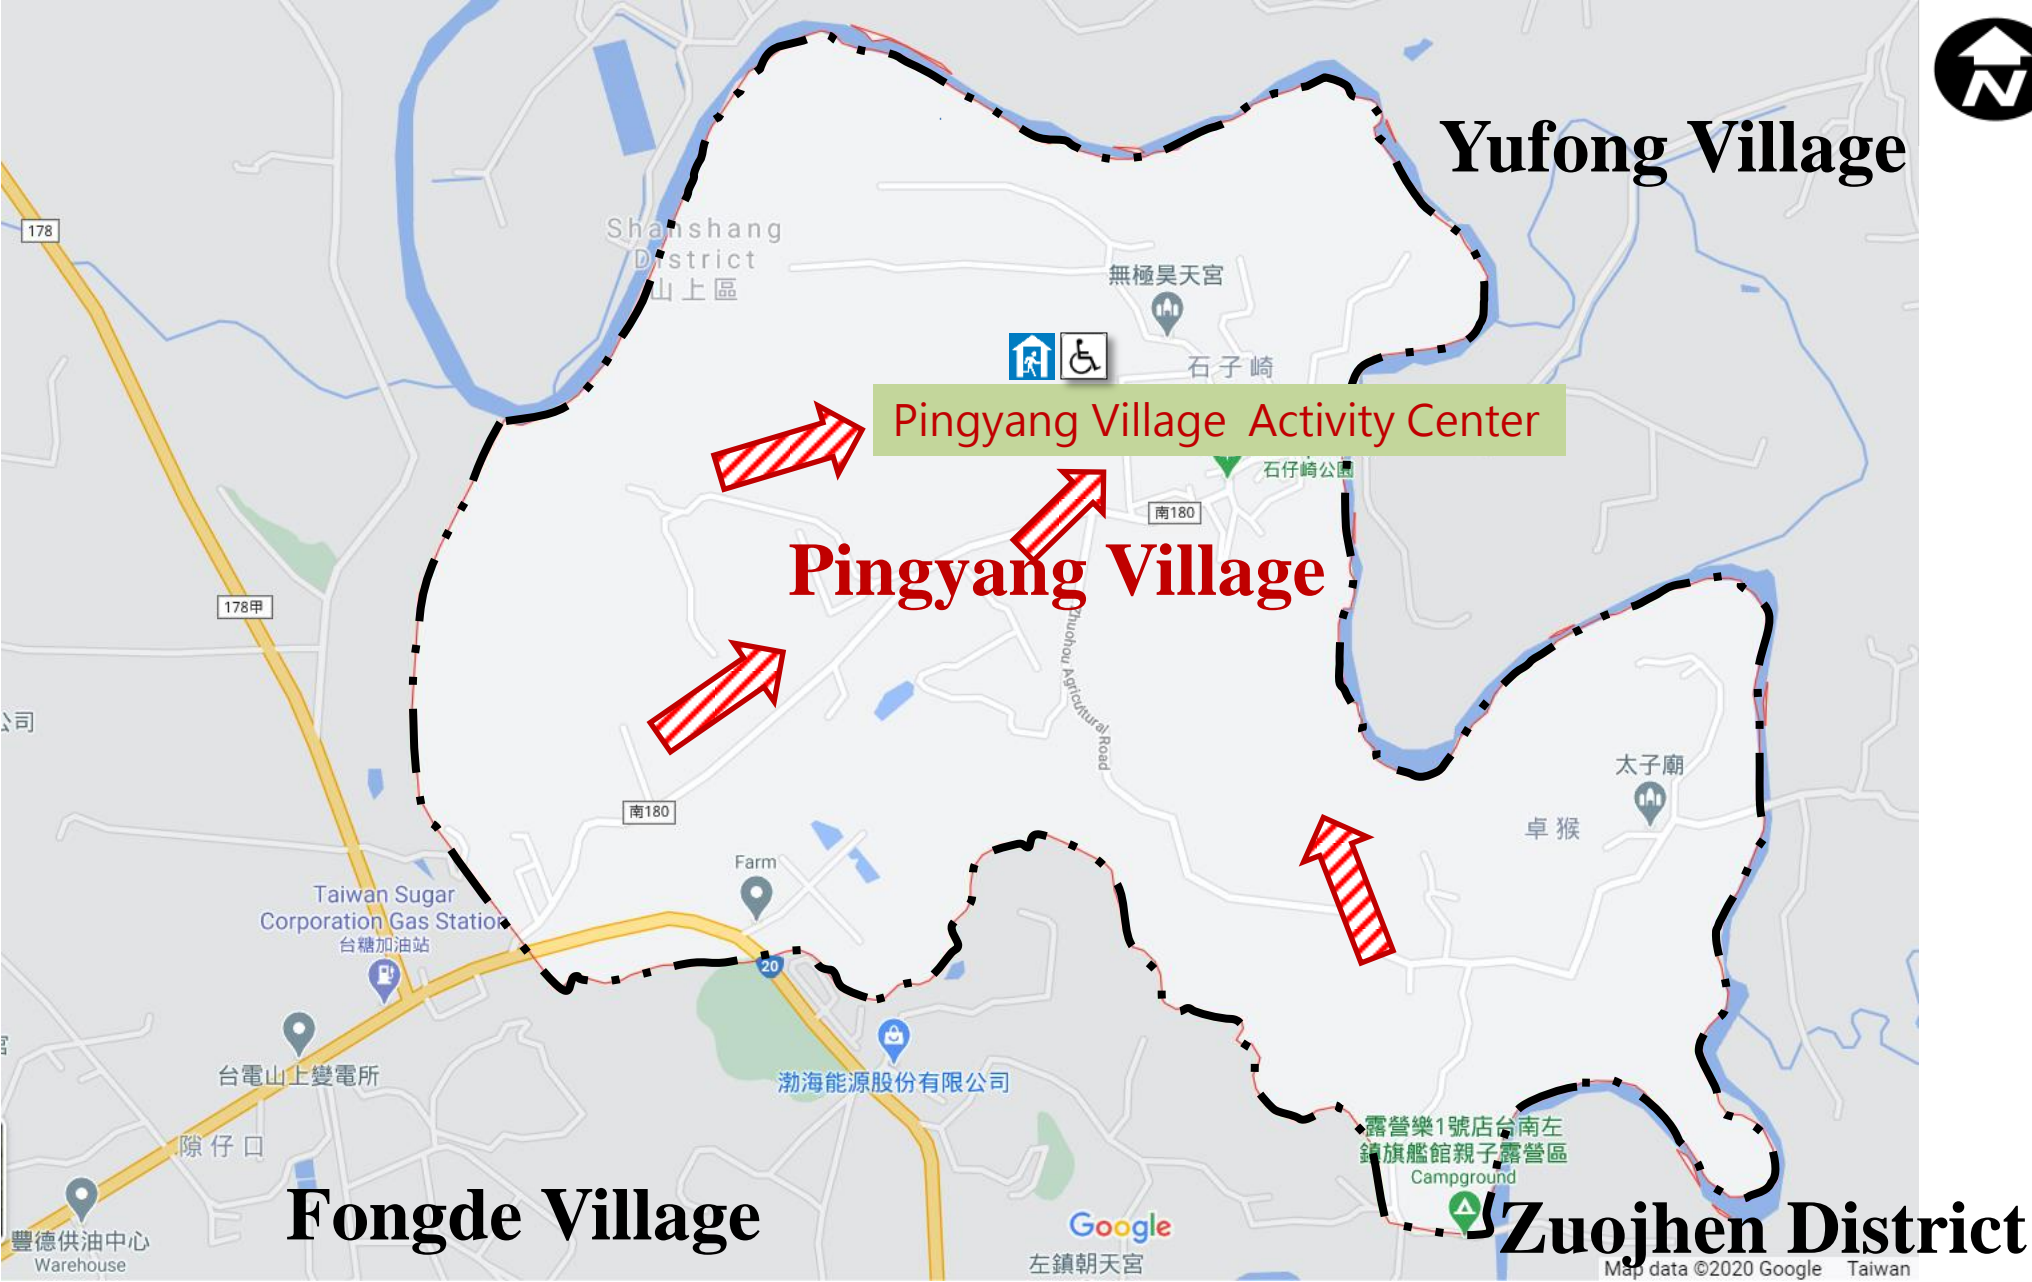 N
Yufong Village
178
Shanshang
District
山上區
無極昊天宮
石子崎
Pingyang Village Activity Center
石仔崎公園
南180
Pingyang Village
178甲
Zhuohou Agricultural Road
公司
太子廟
南180
卓猴
Farm
Taiwan Sugar
Corporation Gas Station
台糖加油站
20
台電山上變電所
渤海能源股份有限公司
隙仔口
露營樂1號店台南左
鎮旗艦館親子露營區
Campground
Fongde Village
Zuojhen District
Google
豐德供油中心
Warehouse
左鎮朝天宮
Map data ©2020 Google Taiwan